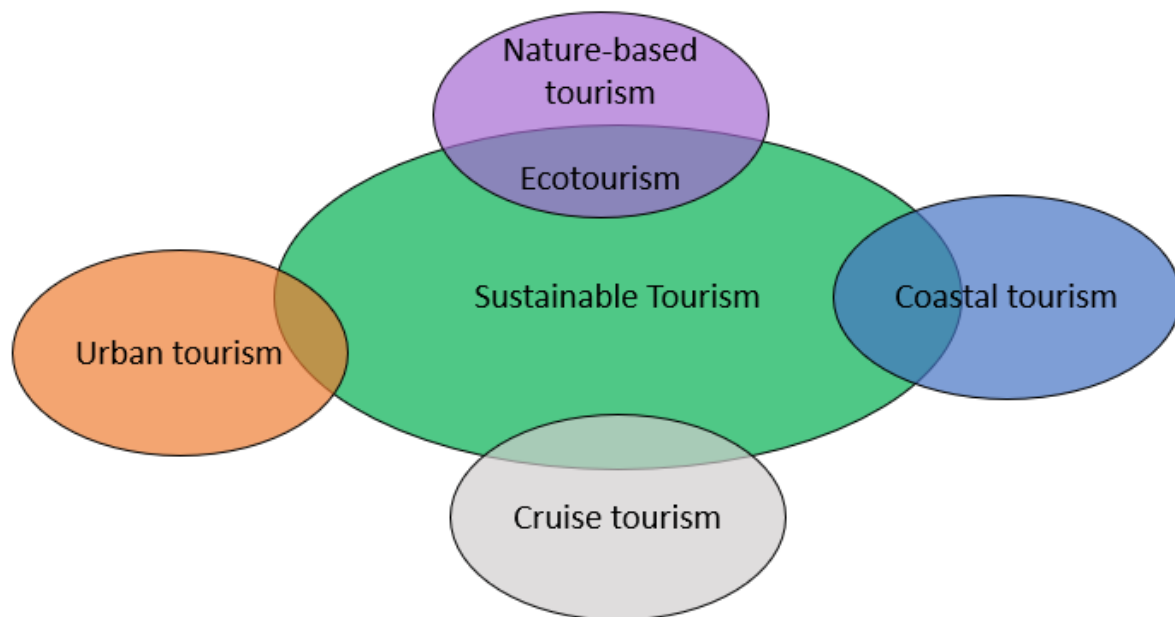 Nature-based
tourism
Ecotourism
Sustainable Tourism
Coastal tourism
Urban tourism
Cruise tourism